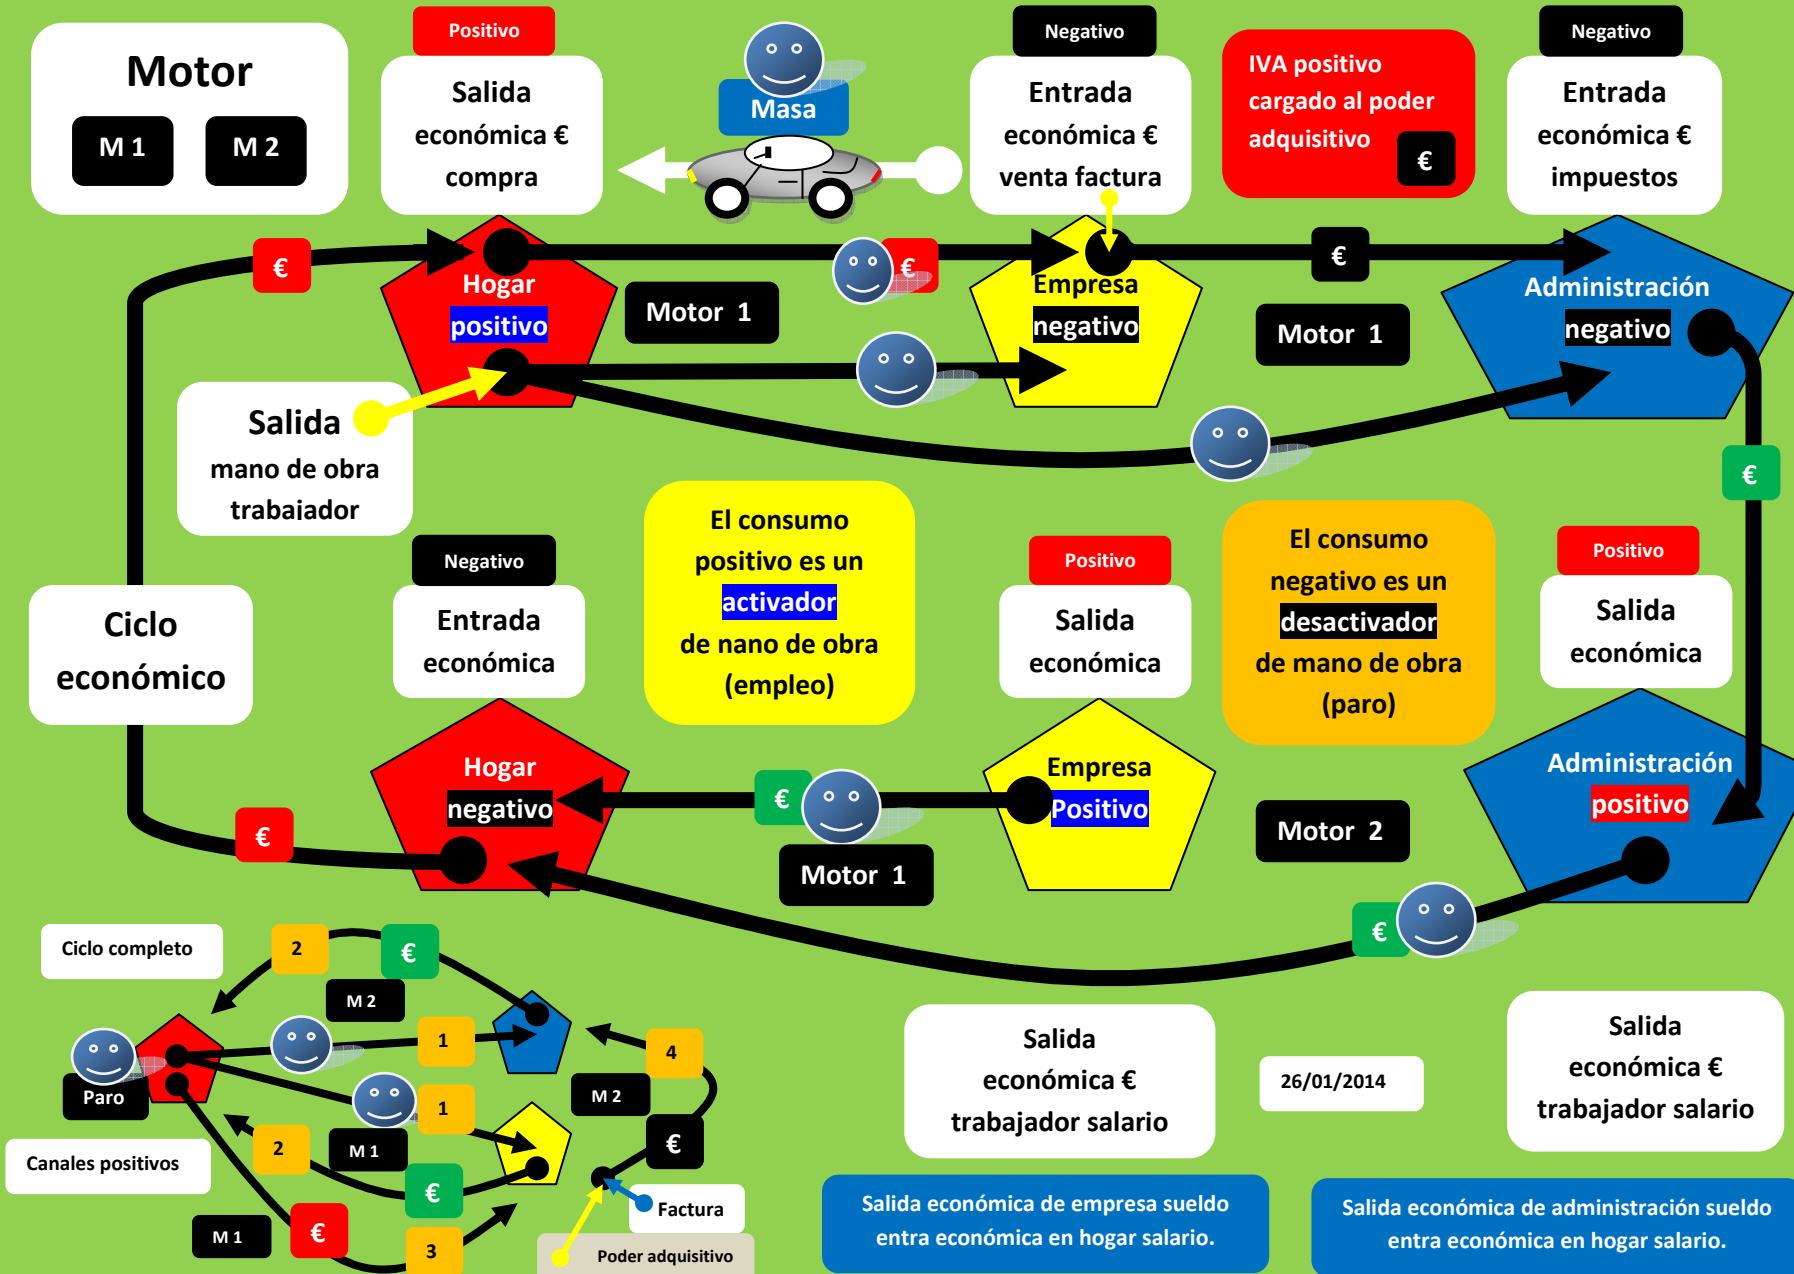 Motor
M 1
M 2
Positivo
Salida
económica €
compra
Masa
Negativo
Entrada
económica €
venta factura
IVA positivo
cargado al poder
adquisitivo
€
Negativo
Entrada
económica €
impuestos
€
Hogar
positivo
Motor 1
€
Empresa
negativo
€
Motor 1
Administración
negativo
Salida
mano de obra
trabaiador
€
Ciclo
económico
Negativo
Entrada
económica
El consumo
positivo es un
activador
de nano de obra
(empleo)
Positivo
Salida
económica
El consumo
negativo es un
desactivador
de mano de obra
(paro)
Positivo
Salida
económica
€
Hogar
negativo
€
Motor 1
Empresa
Positivo
Motor 2
Administración
positivo
€
Ciclo completo
2
€
M 2
1
4
Paro
1
M 2
2
M 1
€
€
Canales positivos
M 1
€
3
Factura
Poder adquisitivo
Salida
económica €
trabajador salario
26/01/2014
Salida
económica €
trabajador salario
Salida económica de empresa sueldo
entra económica en hogar salario.
Salida económica de administración sueldo
entra económica en hogar salario.